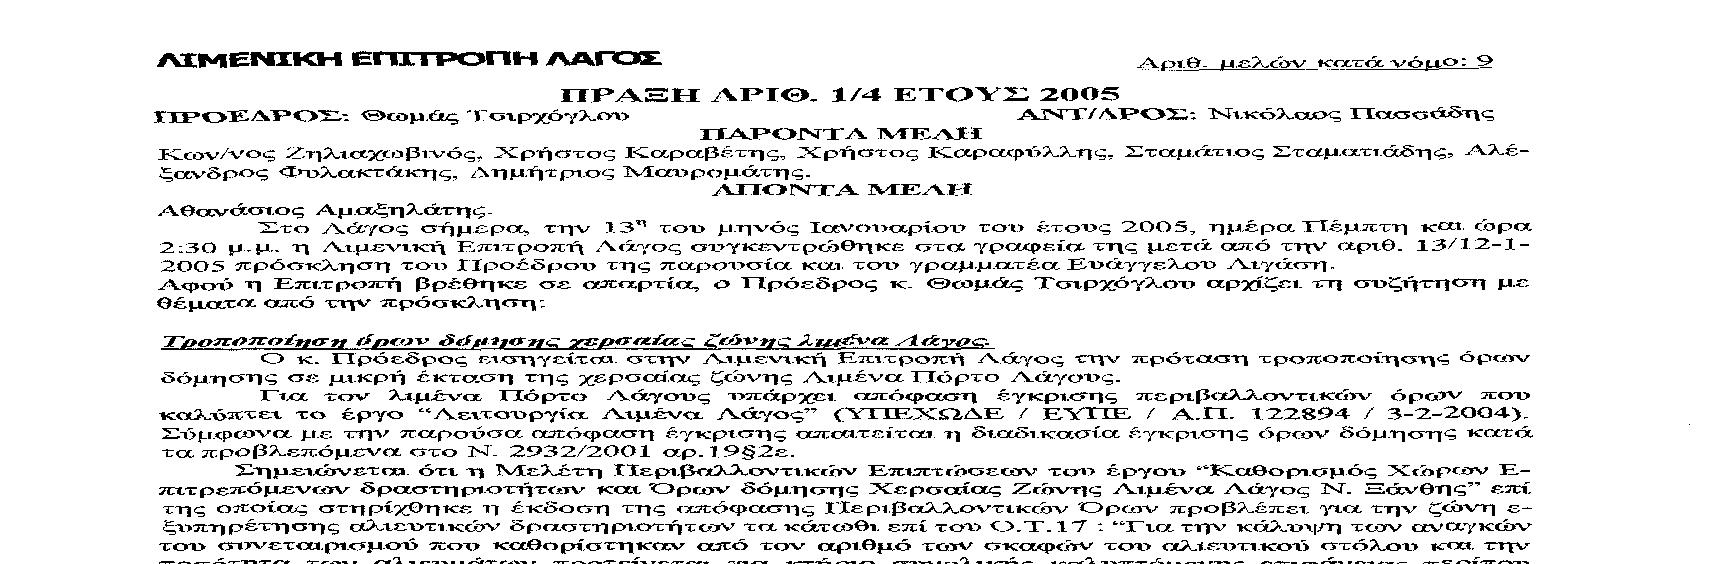 ΛΙΜΕΝΙΚΗ ΕΠΙΤΡΟΠΗ ΛΑΓΟΣ
Αριθ. μελών κατά νόμο: 9
ΠΡΑΞΗ ΑΡΙΘ. 1/4 ΕΤΟΥΣ 2005
ΠΡΟΕΔΡΟΣ: Θωμάς Τσιρχόγλου ΑΝΤ/ΔΡΟΣ: Νικόλαος Πασσάδης
ΠΑΡΟΝΤΑ ΜΕΛΗ
Κων/νος Ζηλιαχωβινός, Χρήστος Καραβέτης, Χρήστος Καραφύλλης, Σταμάτιος Σταματιάδης, Αλέ-
ξανδρος Φυλακτάκης, Δημήτριος Μαυρομάτης.
ΑΠΟΝΤΑ ΜΕΛΗ
Αθανάσιος Αμαξηλάτης.
Στο Λάγος σήμερα, την 13η του μηνός Ιανουαρίου του έτους 2005, ημέρα Πέμπτη και ώρα
2:30 μ.μ. η Λιμενική Επιτροπή Λάγος συγκεντρώθηκε στα γραφεία της μετά από την αριθ. 13/12-1-
2005 πρόσκληση του Προέδρου της παρουσία και του γραμματέα Ευάγγελου Λιγάση.
Αφού η Επιτροπή βρέθηκε σε απαρτία, ο Πρόεδρος κ. Θωμάς Τσιρχόγλου αρχίζει τη συζήτηση με
θέματα από την πρόσκληση:
Τροποποίηση όρων δόμησης χερσαίας ζώνης λιμένα Λάγος.
Ο κ. Πρόεδρος εισηγείται στην Λιμενική Επιτροπή Λάγος την πρόταση τροποποίησης όρων
δόμησης σε μικρή έκταση της χερσαίας ζώνης Λιμένα Πόρτο Λάγους.
Για τον λιμένα Πόρτο Λάγους υπάρχει απόφαση έγκρισης περιβαλλοντικών όρων που
καλύπτει το έργο “Λειτουργία Λιμένα Λάγος” (ΥΠΕΧΩΔΕ / ΕΥΠΕ / Α.Π. 122894 / 3-2-2004).
Σύμφωνα με την παρούσα απόφαση έγκρισης απαιτείται η διαδικασία έγκρισης όρων δόμησης κατά
τα προβλεπόμενα στο Ν. 2932/2001 αρ.19§2ε.
Σημειώνεται ότι η Μελέτη Περιβαλλοντικών Επιπτώσεων του έργου “Καθορισμός Χώρων Ε-
πιτρεπόμενων δραστηριοτήτων και Όρων δόμησης Χερσαίας Ζώνης Λιμένα Λάγος Ν. Ξάνθης” επί
της οποίας στηρίχθηκε η έκδοση της απόφασης Περιβαλλοντικών Όρων προβλέπει για την ζώνη ε-
ξυπηρέτησης αλιευτικών δραστηριοτήτων τα κάτωθι επί του Ο.Τ.17 : “Για την κάλυψη των αναγκών
του συνεταιρισμού που καθορίστηκαν από τον αριθμό των σκαφών του αλιευτικού στόλου και την